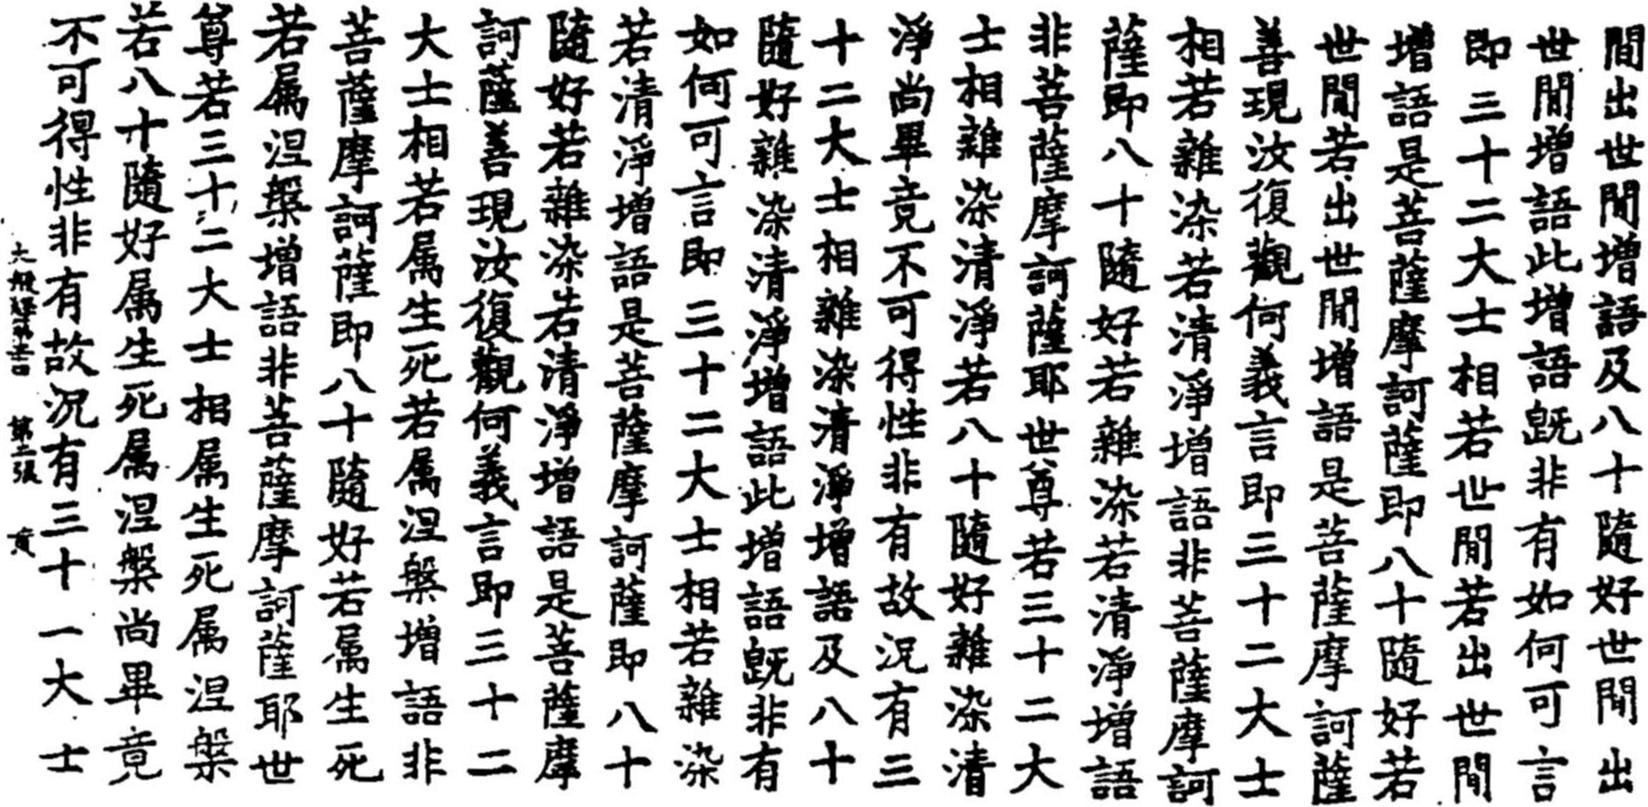 間出世間增語及八十隨好世間出
世間增語此增語既非有如何可言
即三十二大士相若世間若出世間
增語是菩薩摩訶薩即八十隨好若
世間若出世間增語是菩薩摩訶薩
善現汝復觀何義言即三十二大士
相若雜染若清淨增語非菩薩摩訶
薩即八十隨好若雜染若清淨增語
非菩薩摩訶薩耶世尊若三十二大
士相雜染清淨若八十隨好雜染清
淨尚畢竟不可得性非有故況有三
十二大士相雜染清淨增語及八十
隨好雜染清淨增語此增語既非有
如何可言即三十二大士相若雜染
若清淨增語是菩薩摩訶薩即八十
隨好若雜染若清淨增語是菩薩摩
訶薩善現汝復觀何義言即三十二
大士相若属生死若属涅槃增語非
菩薩摩訶薩即八十隨好若属生死
若属涅槃增語非菩薩摩訶薩耶世
尊若三十二大士相属生死属涅槃
若八十隨好属生死属涅槃尚畢竟
不可得性非有故況有三十一大士
大般 第 張